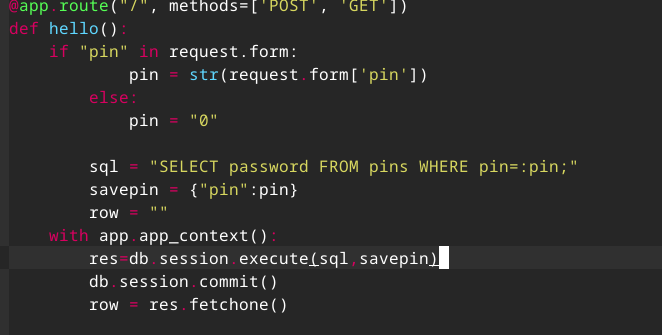 @app.route("/", methods=['POST', 'GET'])
def hello():
    if "pin" in request.form:
            pin = str(request.form['pin'])
        else:
            pin = "0"

        sql = "SELECT password FROM pins WHERE pin=:pin;"
        savepin = {"pin":pin}
        row = ""
    with app.app_context():
        res=db.session.execute(sql,savepin)
        db.session.commit()
        row = res.fetchone()